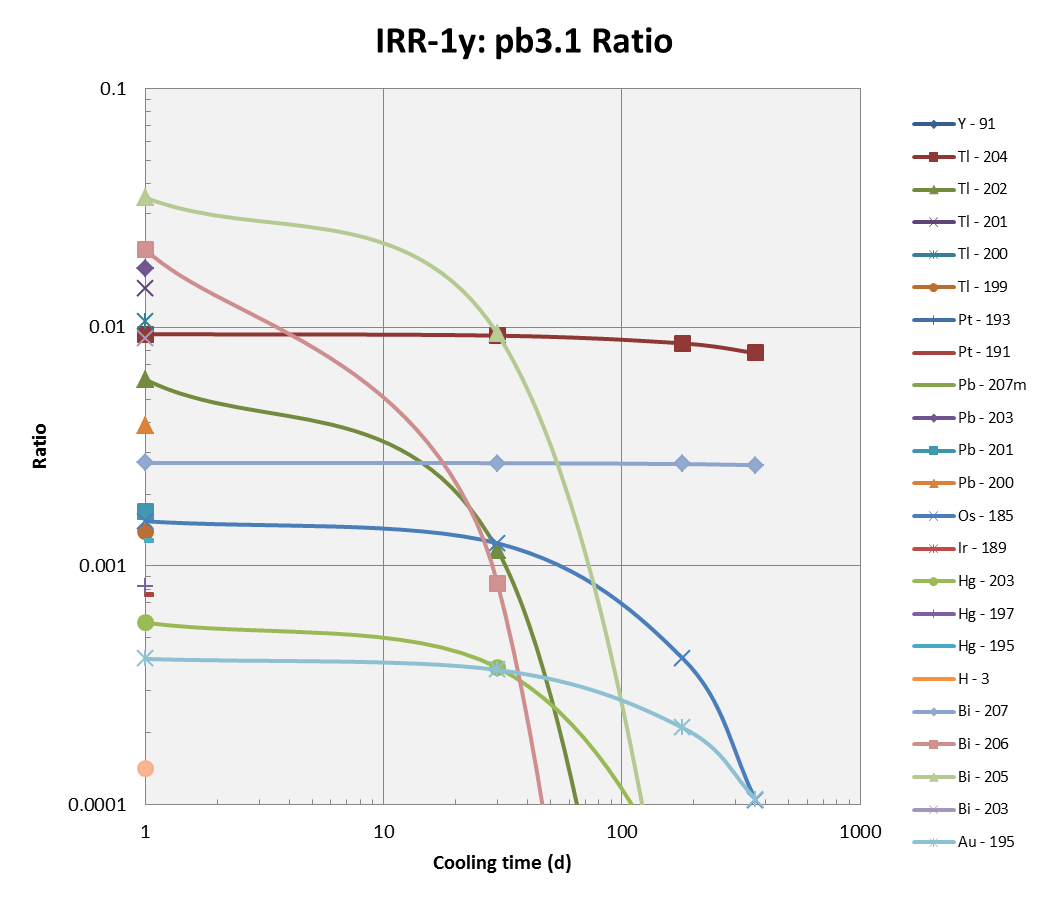 IRR-1y: pb3.1 Ratio
0.1
0.01
0.001
0.0001
Ratio
1
10
100
1000
Cooling time (d)
Y - 91
Tl - 204
Tl - 202
Tl - 201
Tl - 200
Tl - 199
Pt - 193
Pt - 191
Pb - 207m
Pb - 203
Pb - 201
Pb - 200
Os - 185
Ir - 189
Hg - 203
Hg - 197
Hg - 195
H - 3
Bi - 207
Bi - 206
Bi - 205
Bi - 203
Au - 195